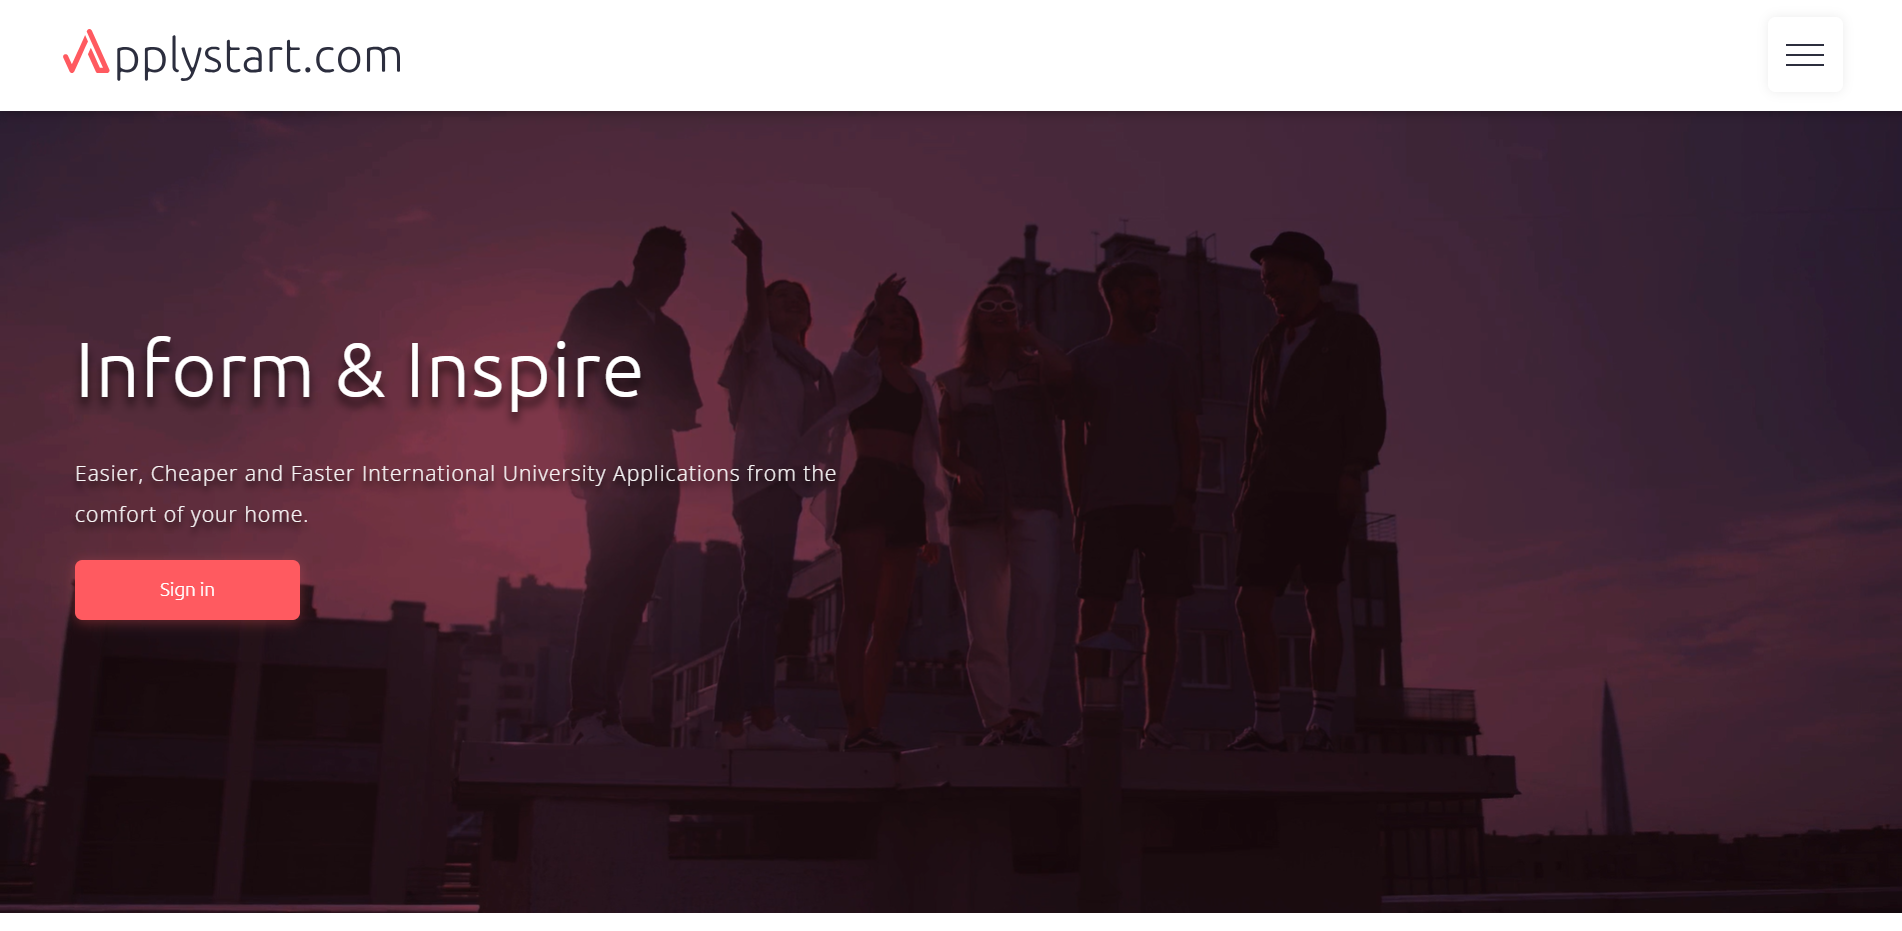 Applystart.com
Inform & Inspire
Easier, Cheaper and Faster International University Applications from the
comfort of your home.
Sign in